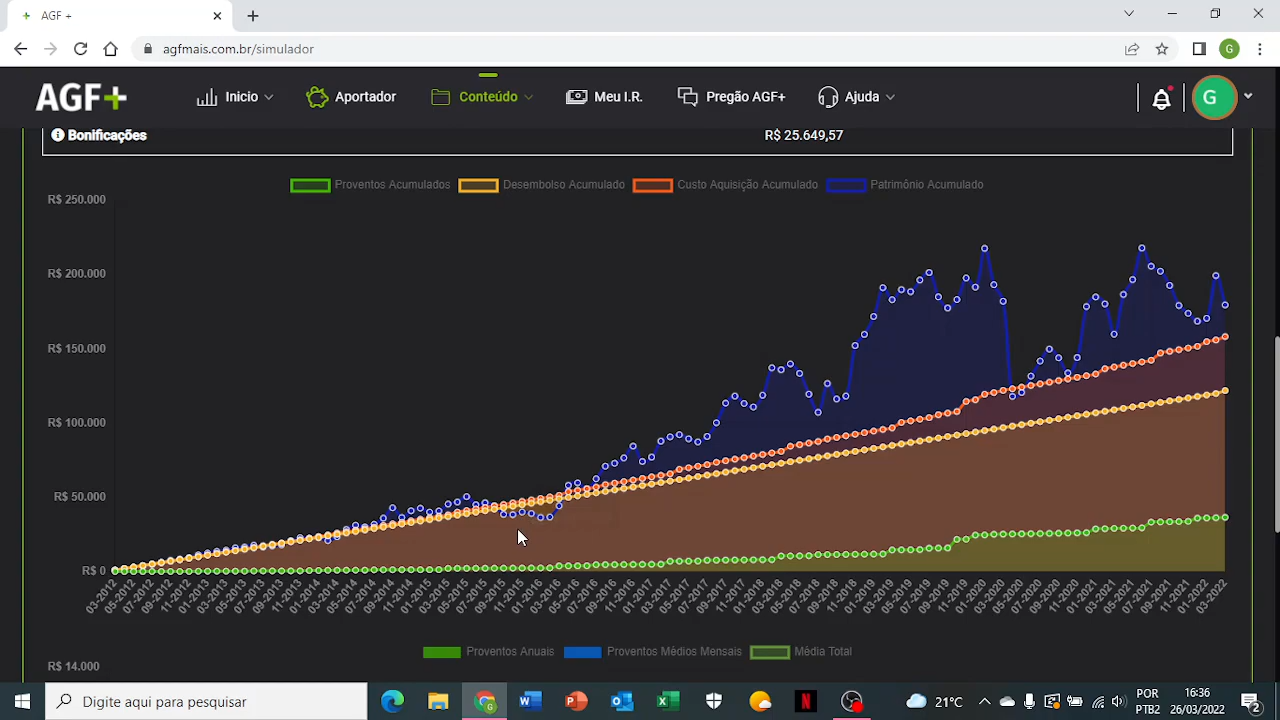 AGF +
agfmais.com.br/simulador
G
AGF+
Inicio
Aportador
Conteúdo
Meu I.R.
Pregão AGF+
Ajuda
G
Bonificações
R$ 25.649,57
Proventos Acumulados
Desembolso Acumulado
Custo Aquisição Acumulado
Patrimônio Acumulado
R$ 250.000
R$ 200.000
R$ 150.000
R$ 100.000
R$ 50.000
R$ 0
03-2012
05-2012
07-2012
09-2012
11-2012
01-2013
03-2013
05-2013
07-2013
09-2013
11-2013
01-2014
03-2014
05-2014
07-2014
09-2014
11-2014
01-2015
03-2015
05-2015
07-2015
09-2015
11-2015
01-2016
03-2016
05-2016
07-2016
09-2016
11-2016
01-2017
03-2017
05-2017
07-2017
09-2017
11-2017
01-2018
03-2018
05-2018
07-2018
09-2018
11-2018
01-2019
03-2019
05-2019
07-2019
09-2019
11-2019
01-2020
03-2020
05-2020
07-2020
09-2020
11-2020
01-2021
03-2021
05-2021
07-2021
09-2021
11-2021
01-2022
03-2022
Proventos Anuais
Proventos Médios Mensais
Média Total
R$ 14.000
Digite aqui para pesquisar
21°C
POR
PTB2
16:36
26/03/2022
2